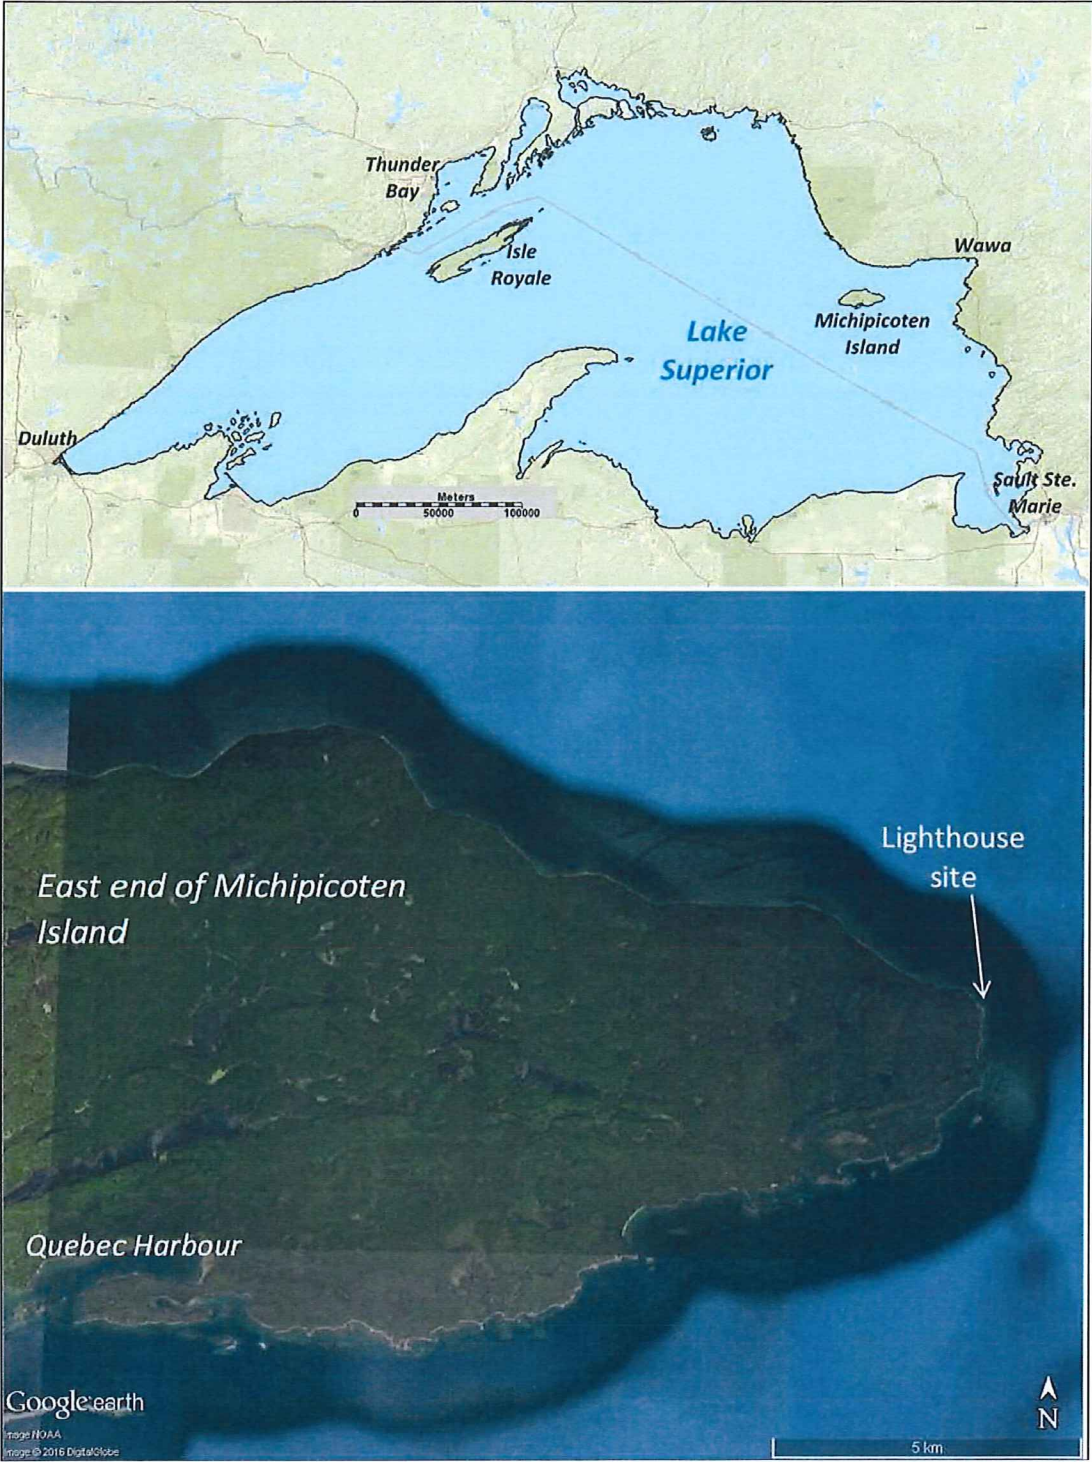 Thunder
Bay
Isle
Royale
Wawa
Michipicoten
Island
Lake
Superior
Duluth
Sault Ste.
Marie
Meters
0 50000 100000
Lighthouse
site
East end of Michipicoten
Island
Quebec Harbour
Google earth
Image NOAA
Image © 2016 DigitalGlobe
N
5 km